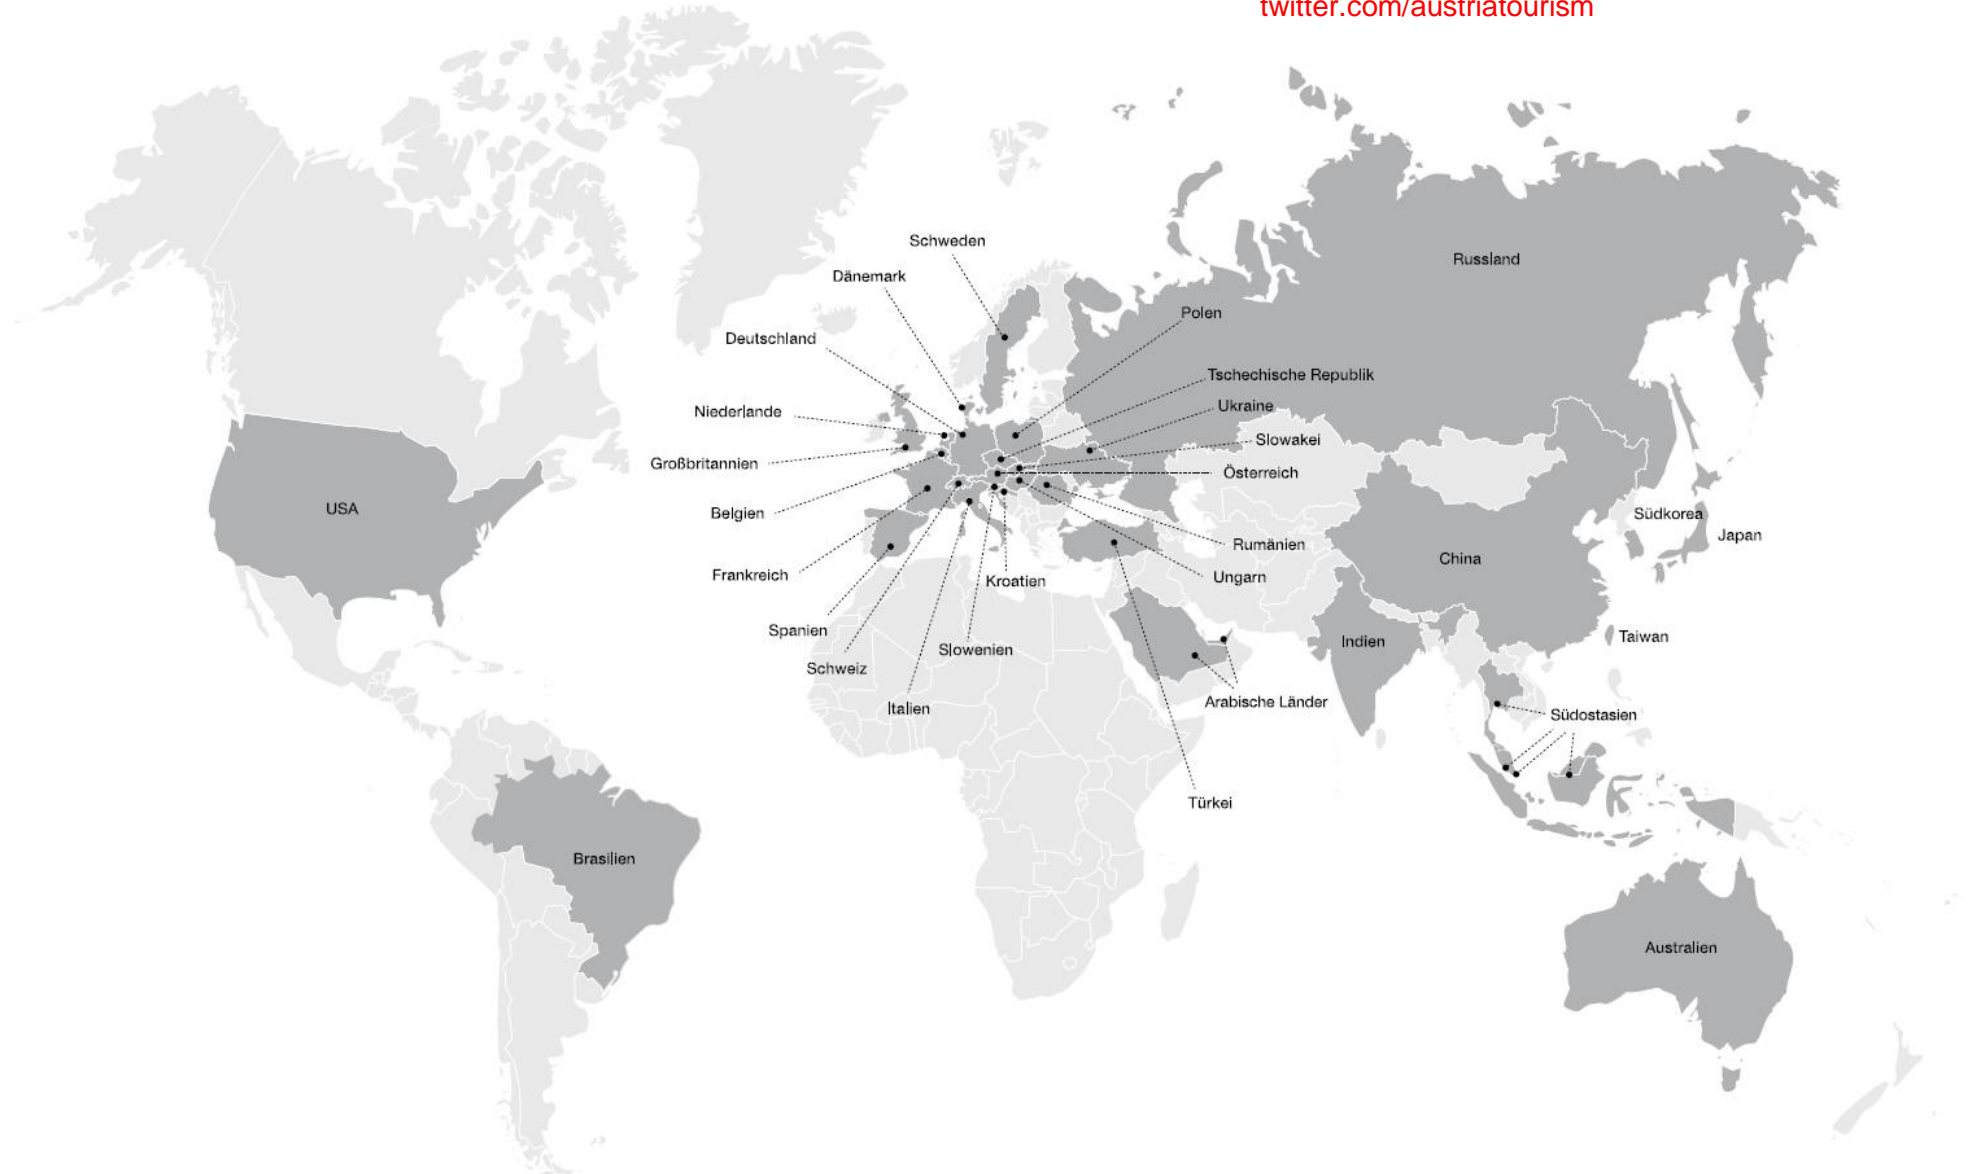 twitter.com/austriatourism
Schweden
Russland
Dänemark
Polen
Deutschland
Tschechische Republik
Ukraine
Niederlande
Slowakei
Großbritannien
Österreich
USA
Belgien
Südkorea
Japan
Rumänien
China
Frankreich
Kroatien
Ungarn
Spanien
Indien
Taiwan
Slowenien
Schweiz
Arabische Länder
Italien
Südostasien
Türkei
Brasilien
Australien